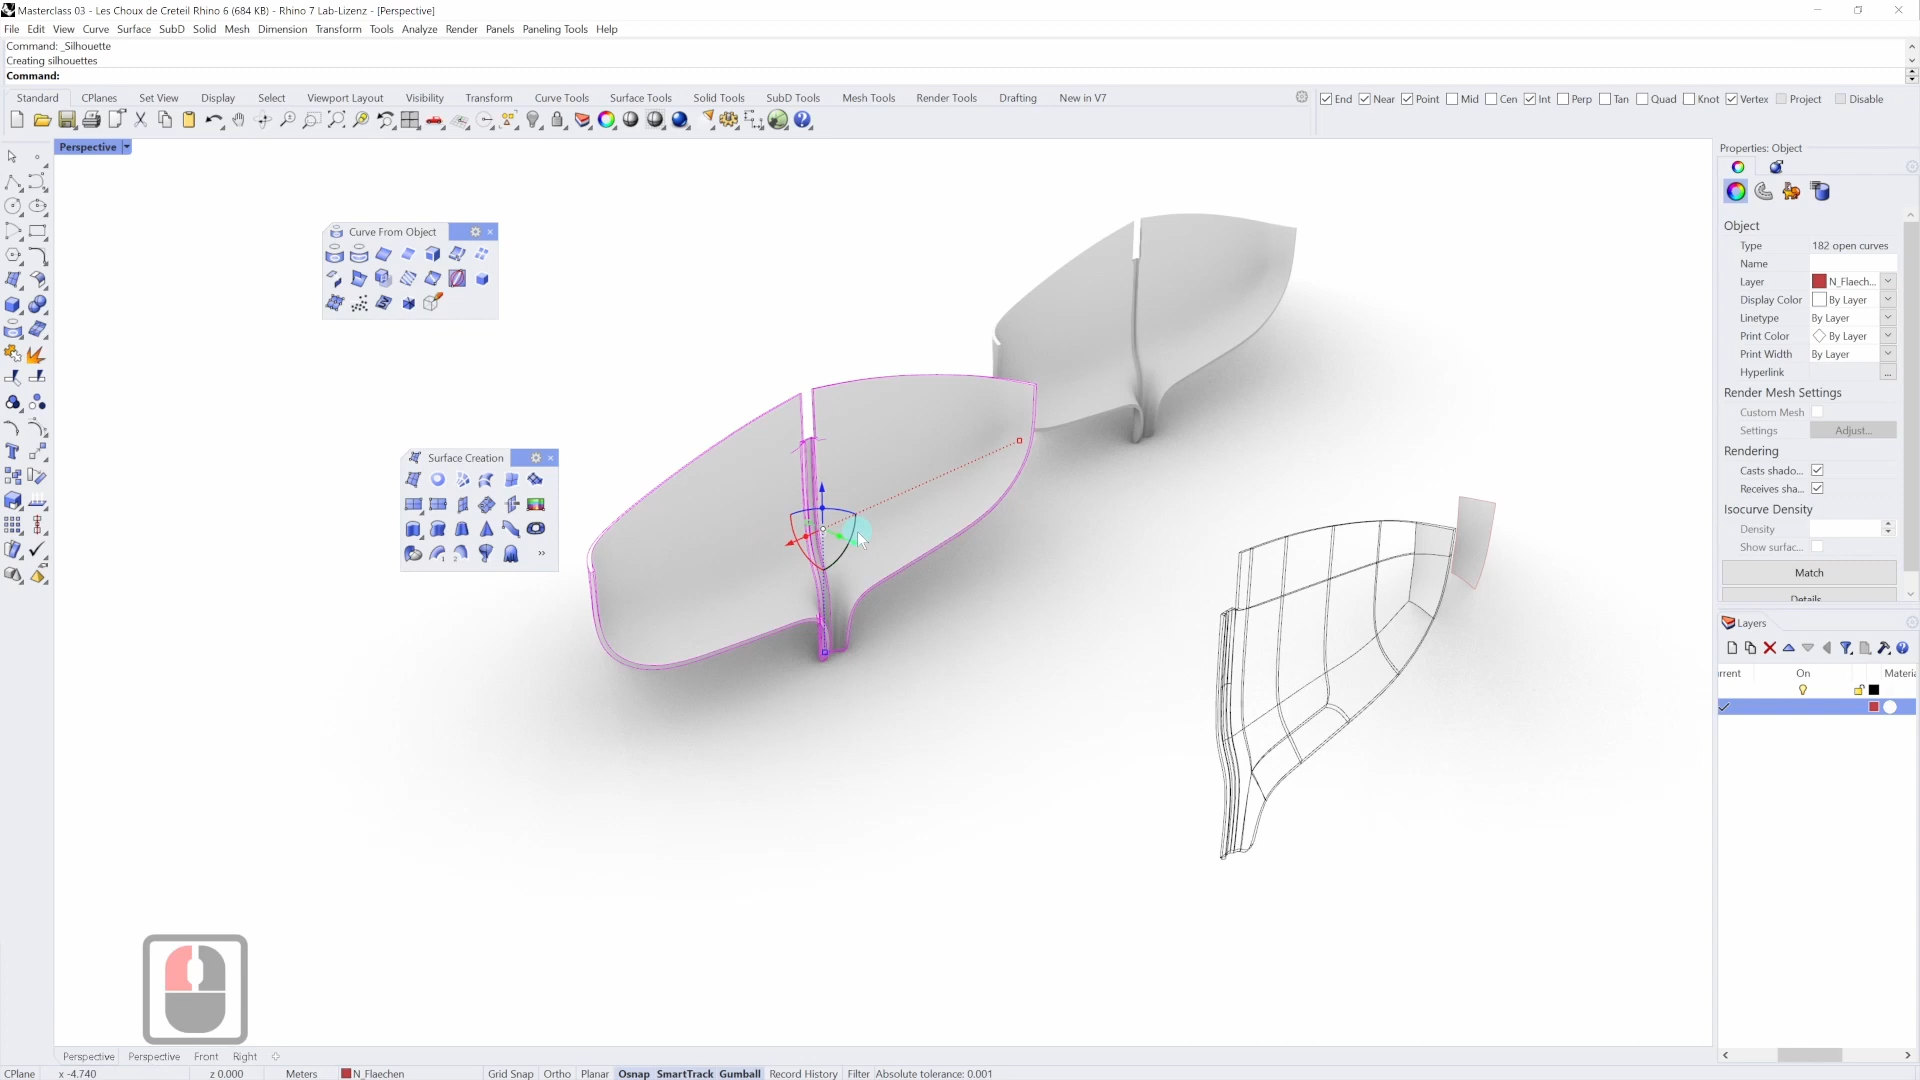 Masterclass 03 - Les Choux de Creteil Rhino 6 (684 KB) - Rhino 7 Lab-Lizenz - [Perspective]
File Edit View Curve Surface SubD Solid Mesh Dimension Transform Tools Analyze Render Panels Paneling Tools Help
Command: _Silhouette
Creating silhouettes
Command:
Standard CPlanes Set View Display Select Viewport Layout Visibility Transform Curve Tools Surface Tools Solid Tools SubD Tools Mesh Tools Render Tools Drafting New in V7
End Near Point Mid Cen Int Perp Tan Quad Knot Vertex Project Disable
Perspective
Curve From Object
Surface Creation
Properties: Object
Object
Type 182 open curves
Name
Layer N_Flaech...
Display Color By Layer
Linetype By Layer
Print Color By Layer
Print Width By Layer
Hyperlink ...
Render Mesh Settings
Custom Mesh
Settings Adjust...
Rendering
Casts shado...
Receives sha...
Isocurve Density
Density
Show surfac...
Match
Details
Layers
rrent On Materia
Perspective Perspective Front Right
CPlane x -4.740 z 0.000 Meters N_Flaechen Grid Snap Ortho Planar Osnap SmartTrack Gumball Record History Filter Absolute tolerance: 0.001